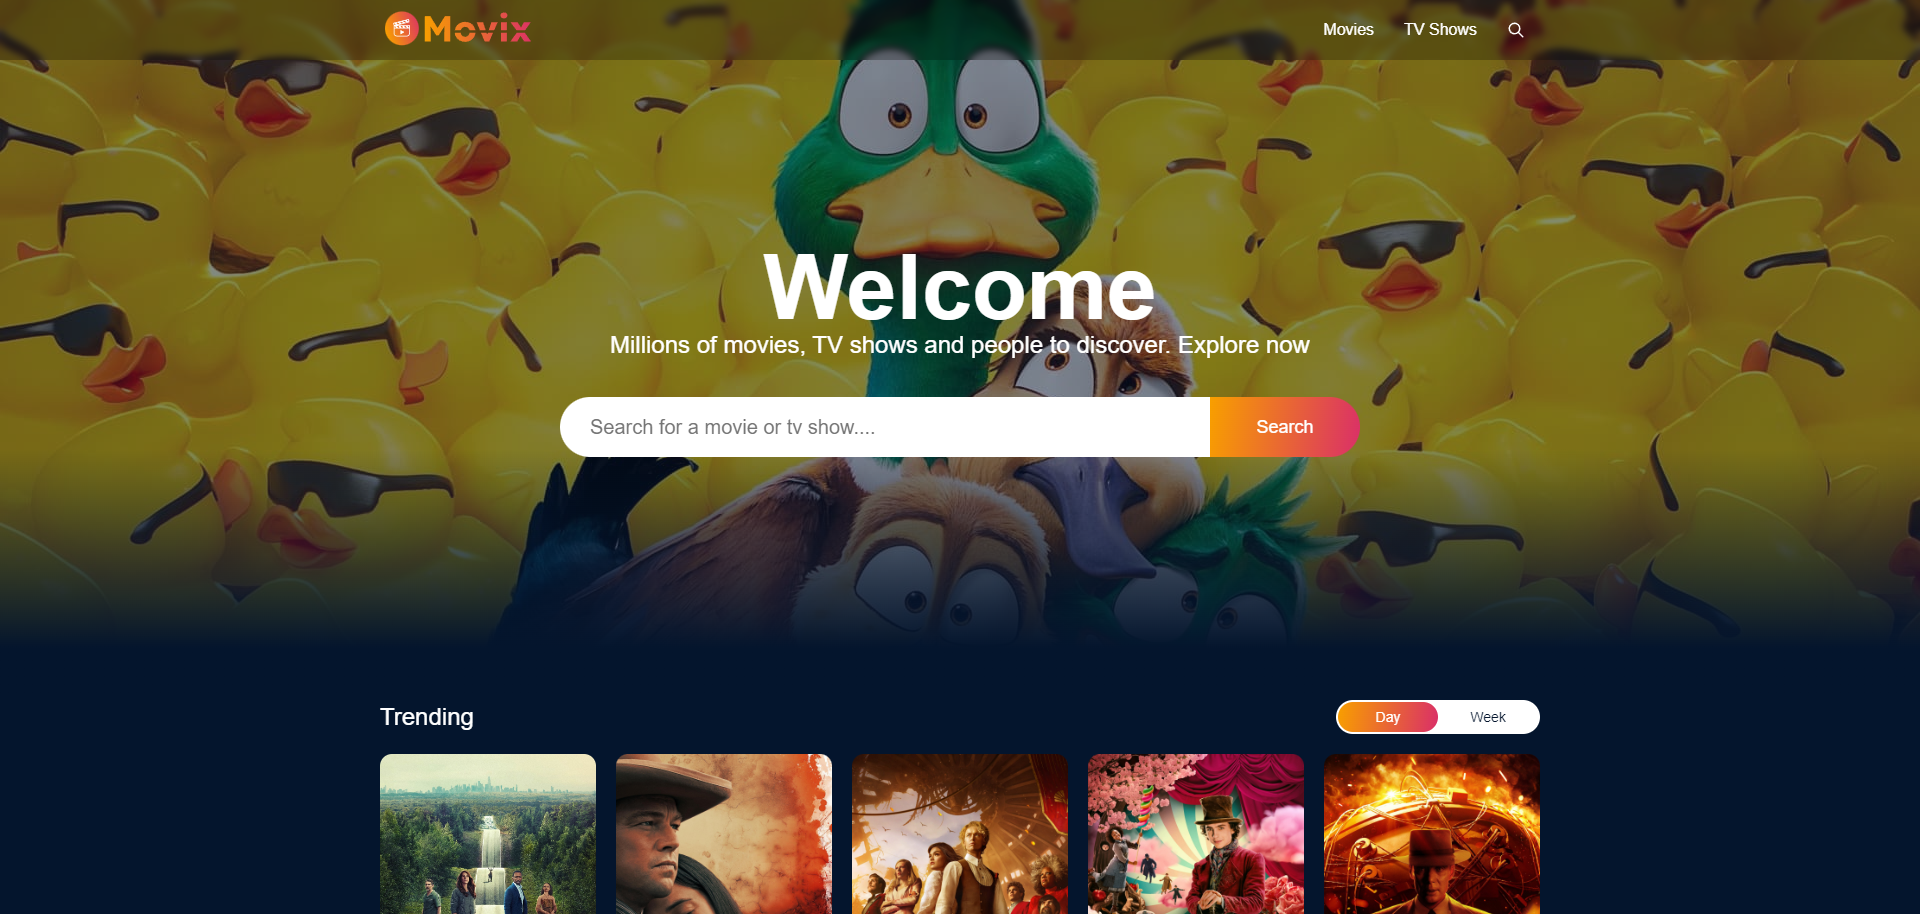 Movix
Movies
TV Shows
Welcome
Millions of movies, TV shows and people to discover. Explore now
Search for a movie or tv show....
Search
Trending
Day
Week